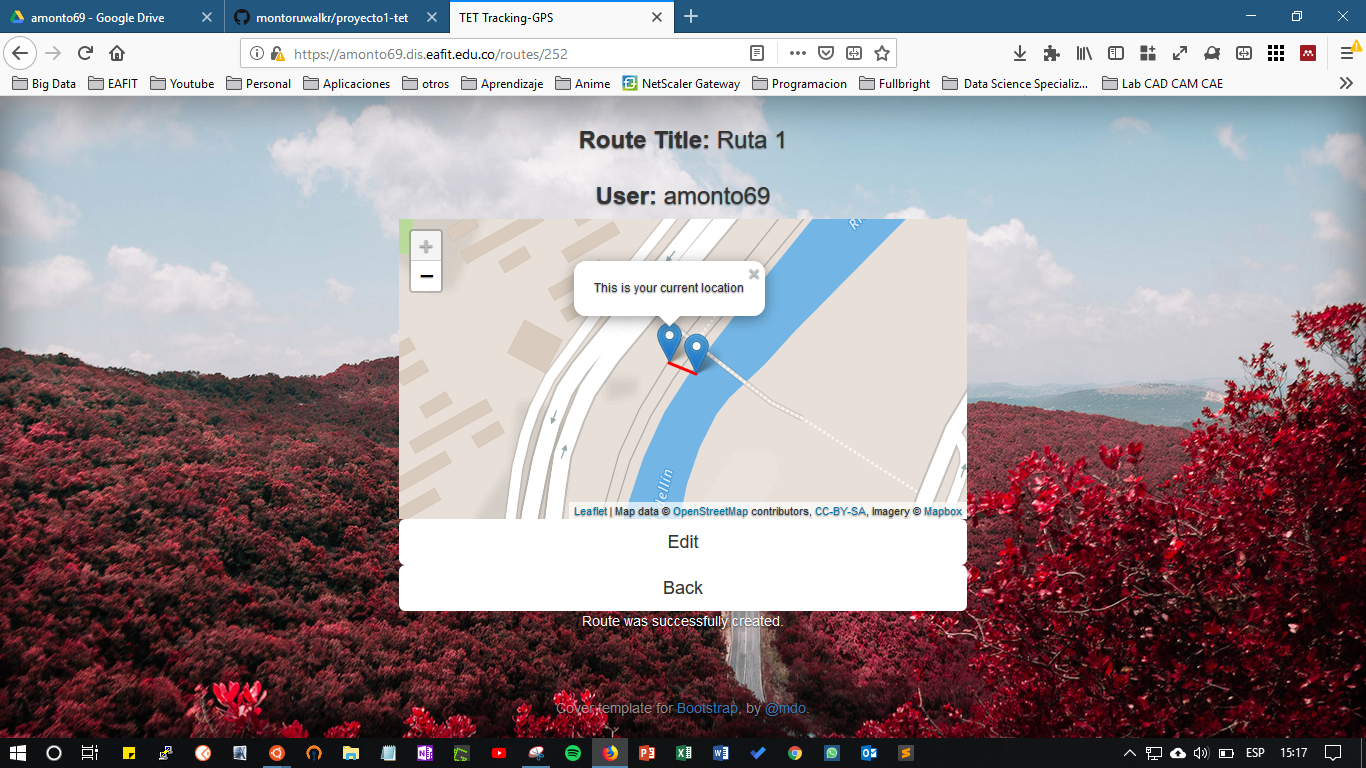 amonto69 - Google Drive
montoruwalkr/proyecto1-tet
TET Tracking-GPS
https://amonto69.dis.eafit.edu.co/routes/252
Big Data EAFIT Youtube Personal Aplicaciones otros Aprendizaje Anime NetScaler Gateway Programacion Fullbright Data Science Specializ... Lab CAD CAM CAE
Route Title: Ruta 1
User: amonto69
+
−
This is your current location
×
Leaflet | Map data © OpenStreetMap contributors, CC-BY-SA, Imagery © Mapbox
Edit
Back
Route was successfully created.
Cover template for Bootstrap, by @mdo.
ESP 15:17